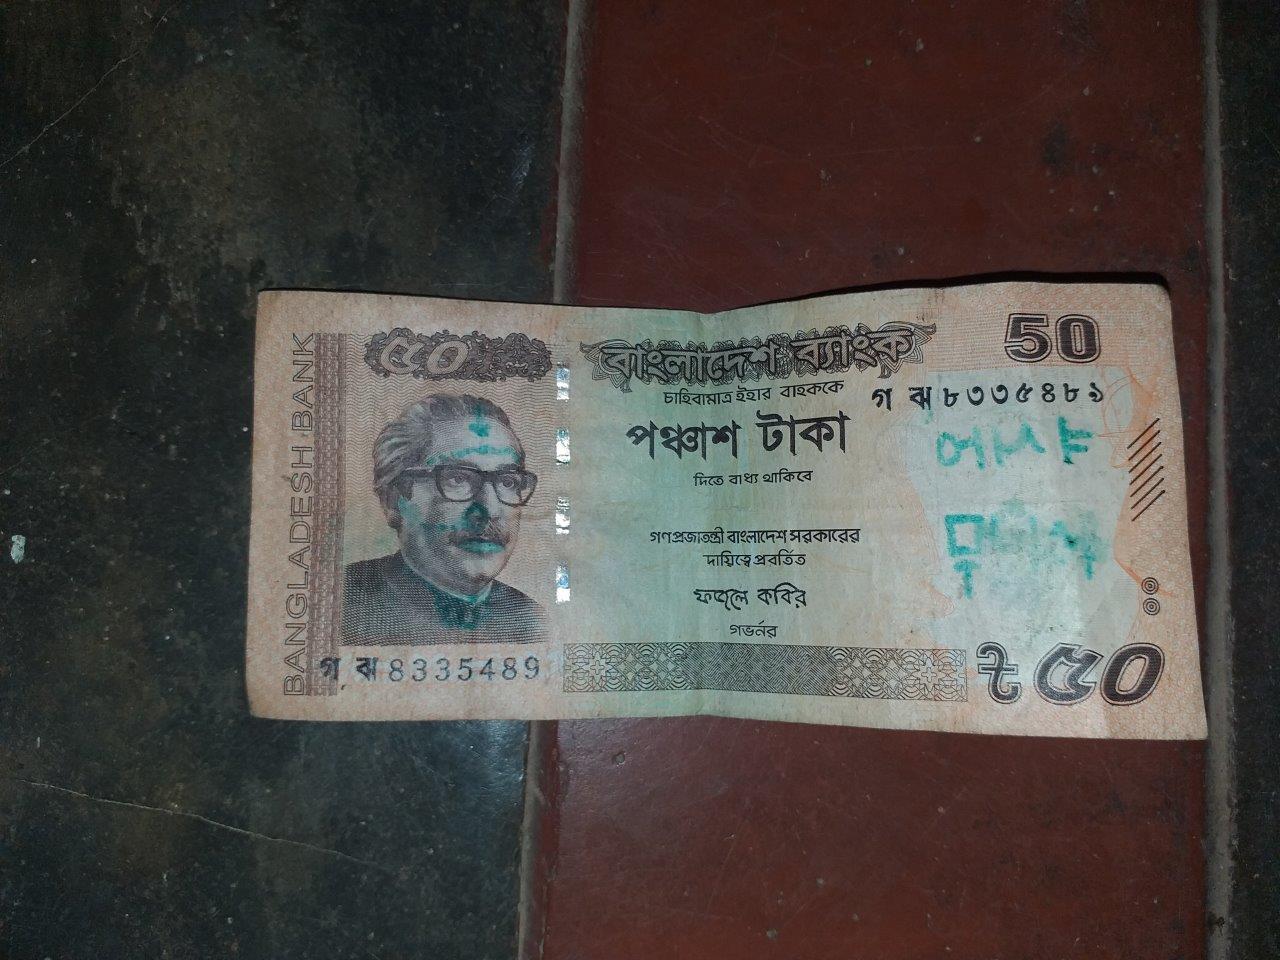 BANGLADESH BANK
৫০
বাংলাদেশ ব্যাংক
50
চাহিবামাত্র ইহার বাহককে
গ ঝ ৮৩৩৫৪৮৯
পঞ্চাশ টাকা
দিতে বাধ্য থাকিবে
গণপ্রজাতন্ত্রী বাংলাদেশ সরকারের
দায়িত্বে প্রবর্তিত
ফজলে কবির
গভর্নর
গ ঝ 8335489
৳ ৫০